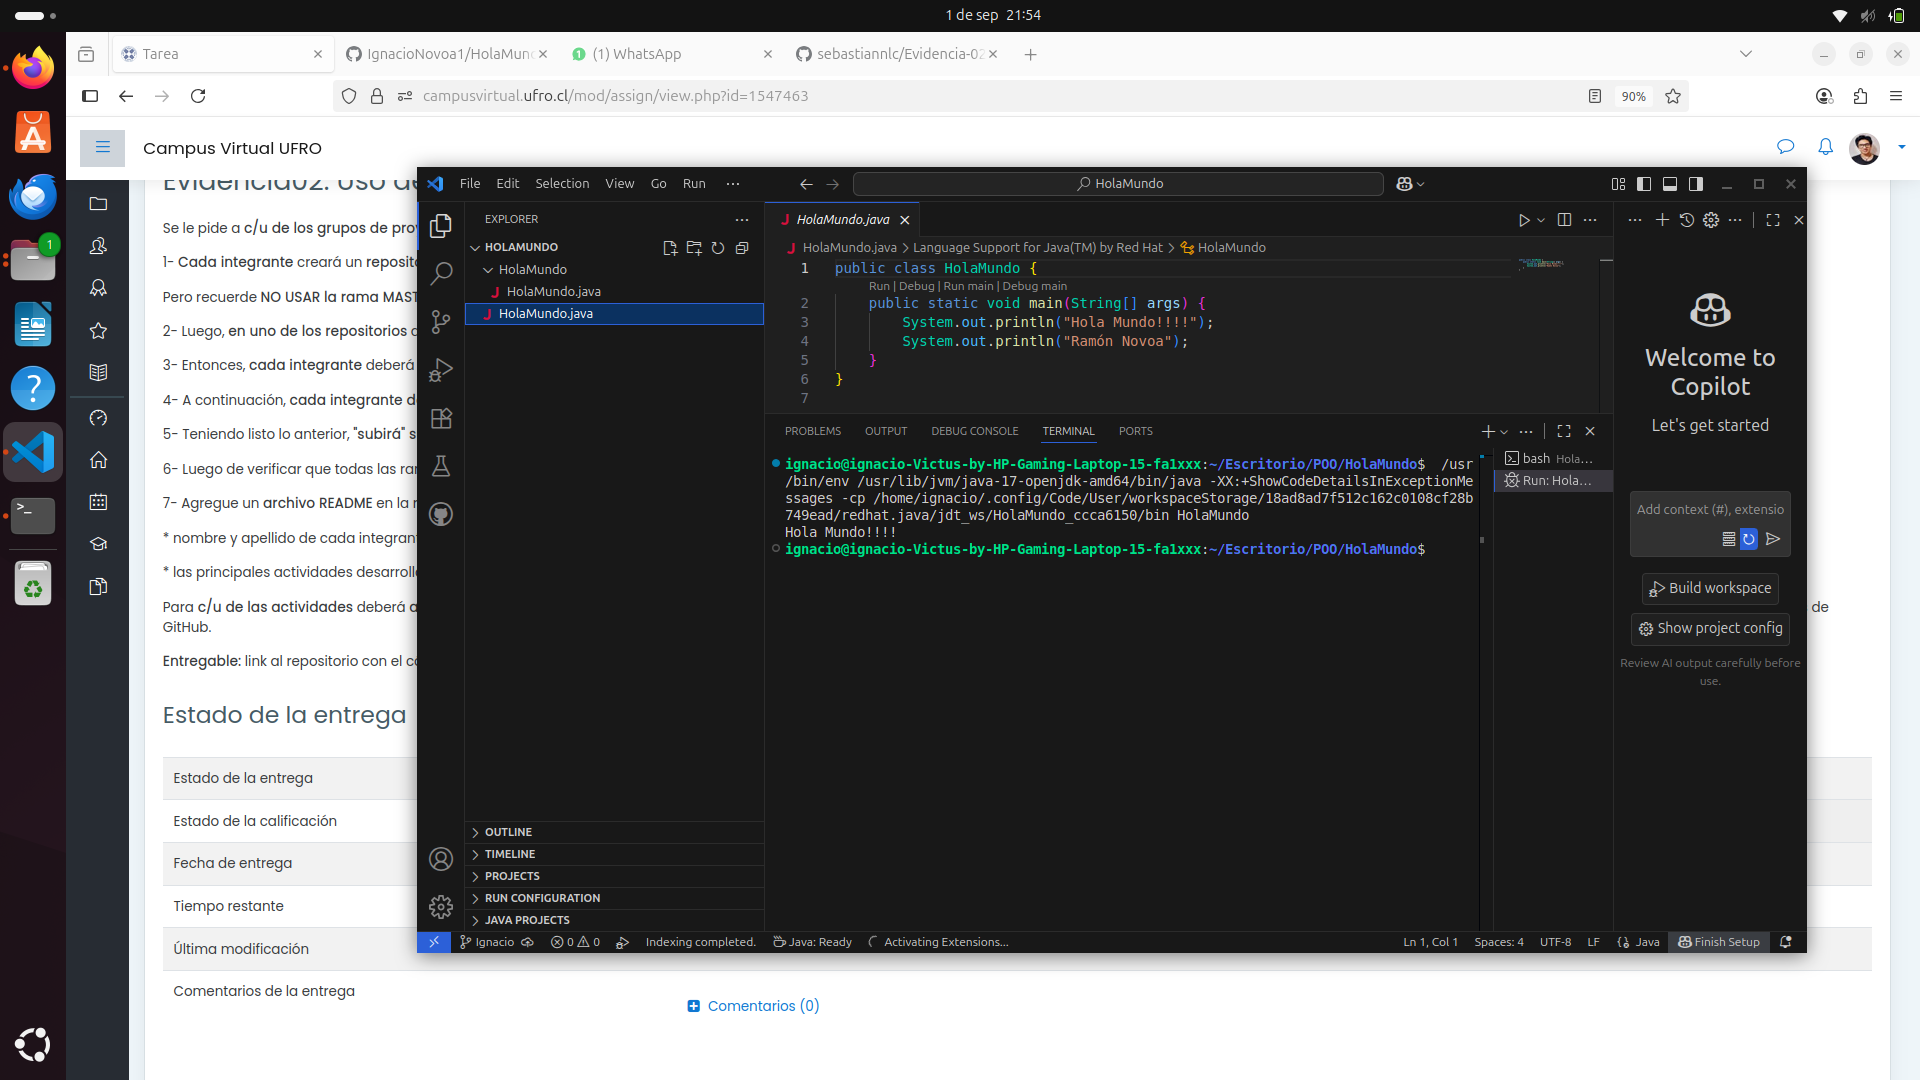 1 de sep 21:54
Tarea
IgnacioNovoa1/HolaMund
(1) WhatsApp
sebastiannlc/Evidencia-02
campusvirtual.ufro.cl/mod/assign/view.php?id=1547463
90%
Campus Virtual UFRO
Evidencia02: Uso de
Se le pide a c/u de los grupos de pro
1- Cada integrante creará un reposito
Pero recuerde NO USAR la rama MAST
2- Luego, en uno de los repositorios
3- Entonces, cada integrante deberá
4- A continuación, cada integrante d
5- Teniendo listo lo anterior, "subirá" s
6- Luego de verificar que todas las ra
7- Agregue un archivo README en la r
* nombre y apellido de cada integran
* las principales actividades desarroll
Para c/u de las actividades deberá a
de
GitHub.
Entregable: link al repositorio con el c
Estado de la entrega
Estado de la entrega
Estado de la calificación
Fecha de entrega
Tiempo restante
Última modificación
Comentarios de la entrega
Comentarios (0)
File Edit Selection View Go Run
HolaMundo
EXPLORER
HOLAMUNDO
HolaMundo
HolaMundo.java
HolaMundo.java
OUTLINE
TIMELINE
PROJECTS
RUN CONFIGURATION
JAVA PROJECTS
HolaMundo.java
HolaMundo.java > Language Support for Java(TM) by Red Hat > HolaMundo
1 public class HolaMundo {
Run | Debug | Run main | Debug main
2 public static void main(String[] args) {
3 System.out.println("Hola Mundo!!!!");
4 System.out.println("Ramón Novoa");
5 }
6 }
7
PROBLEMS OUTPUT DEBUG CONSOLE TERMINAL PORTS
ignacio@ignacio-Victus-by-HP-Gaming-Laptop-15-fa1xxx:~/Escritorio/POO/HolaMundo$ /usr
/bin/env /usr/lib/jvm/java-17-openjdk-amd64/bin/java -XX:+ShowCodeDetailsInExceptionMe
ssages -cp /home/ignacio/.config/Code/User/workspaceStorage/18ad8ad7f512c162c0108cf28b
749ead/redhat.java/jdt_ws/HolaMundo_ccca6150/bin HolaMundo
Hola Mundo!!!!
ignacio@ignacio-Victus-by-HP-Gaming-Laptop-15-fa1xxx:~/Escritorio/POO/HolaMundo$
bash Hola...
Run: Hola...
Welcome to
Copilot
Let's get started
Add context (#), extensio
Build workspace
Show project config
Review AI output carefully before
use.
Ignacio
0 0
Indexing completed.
Java: Ready
Activating Extensions...
Ln 1, Col 1
Spaces: 4
UTF-8
LF
Java
Finish Setup
1